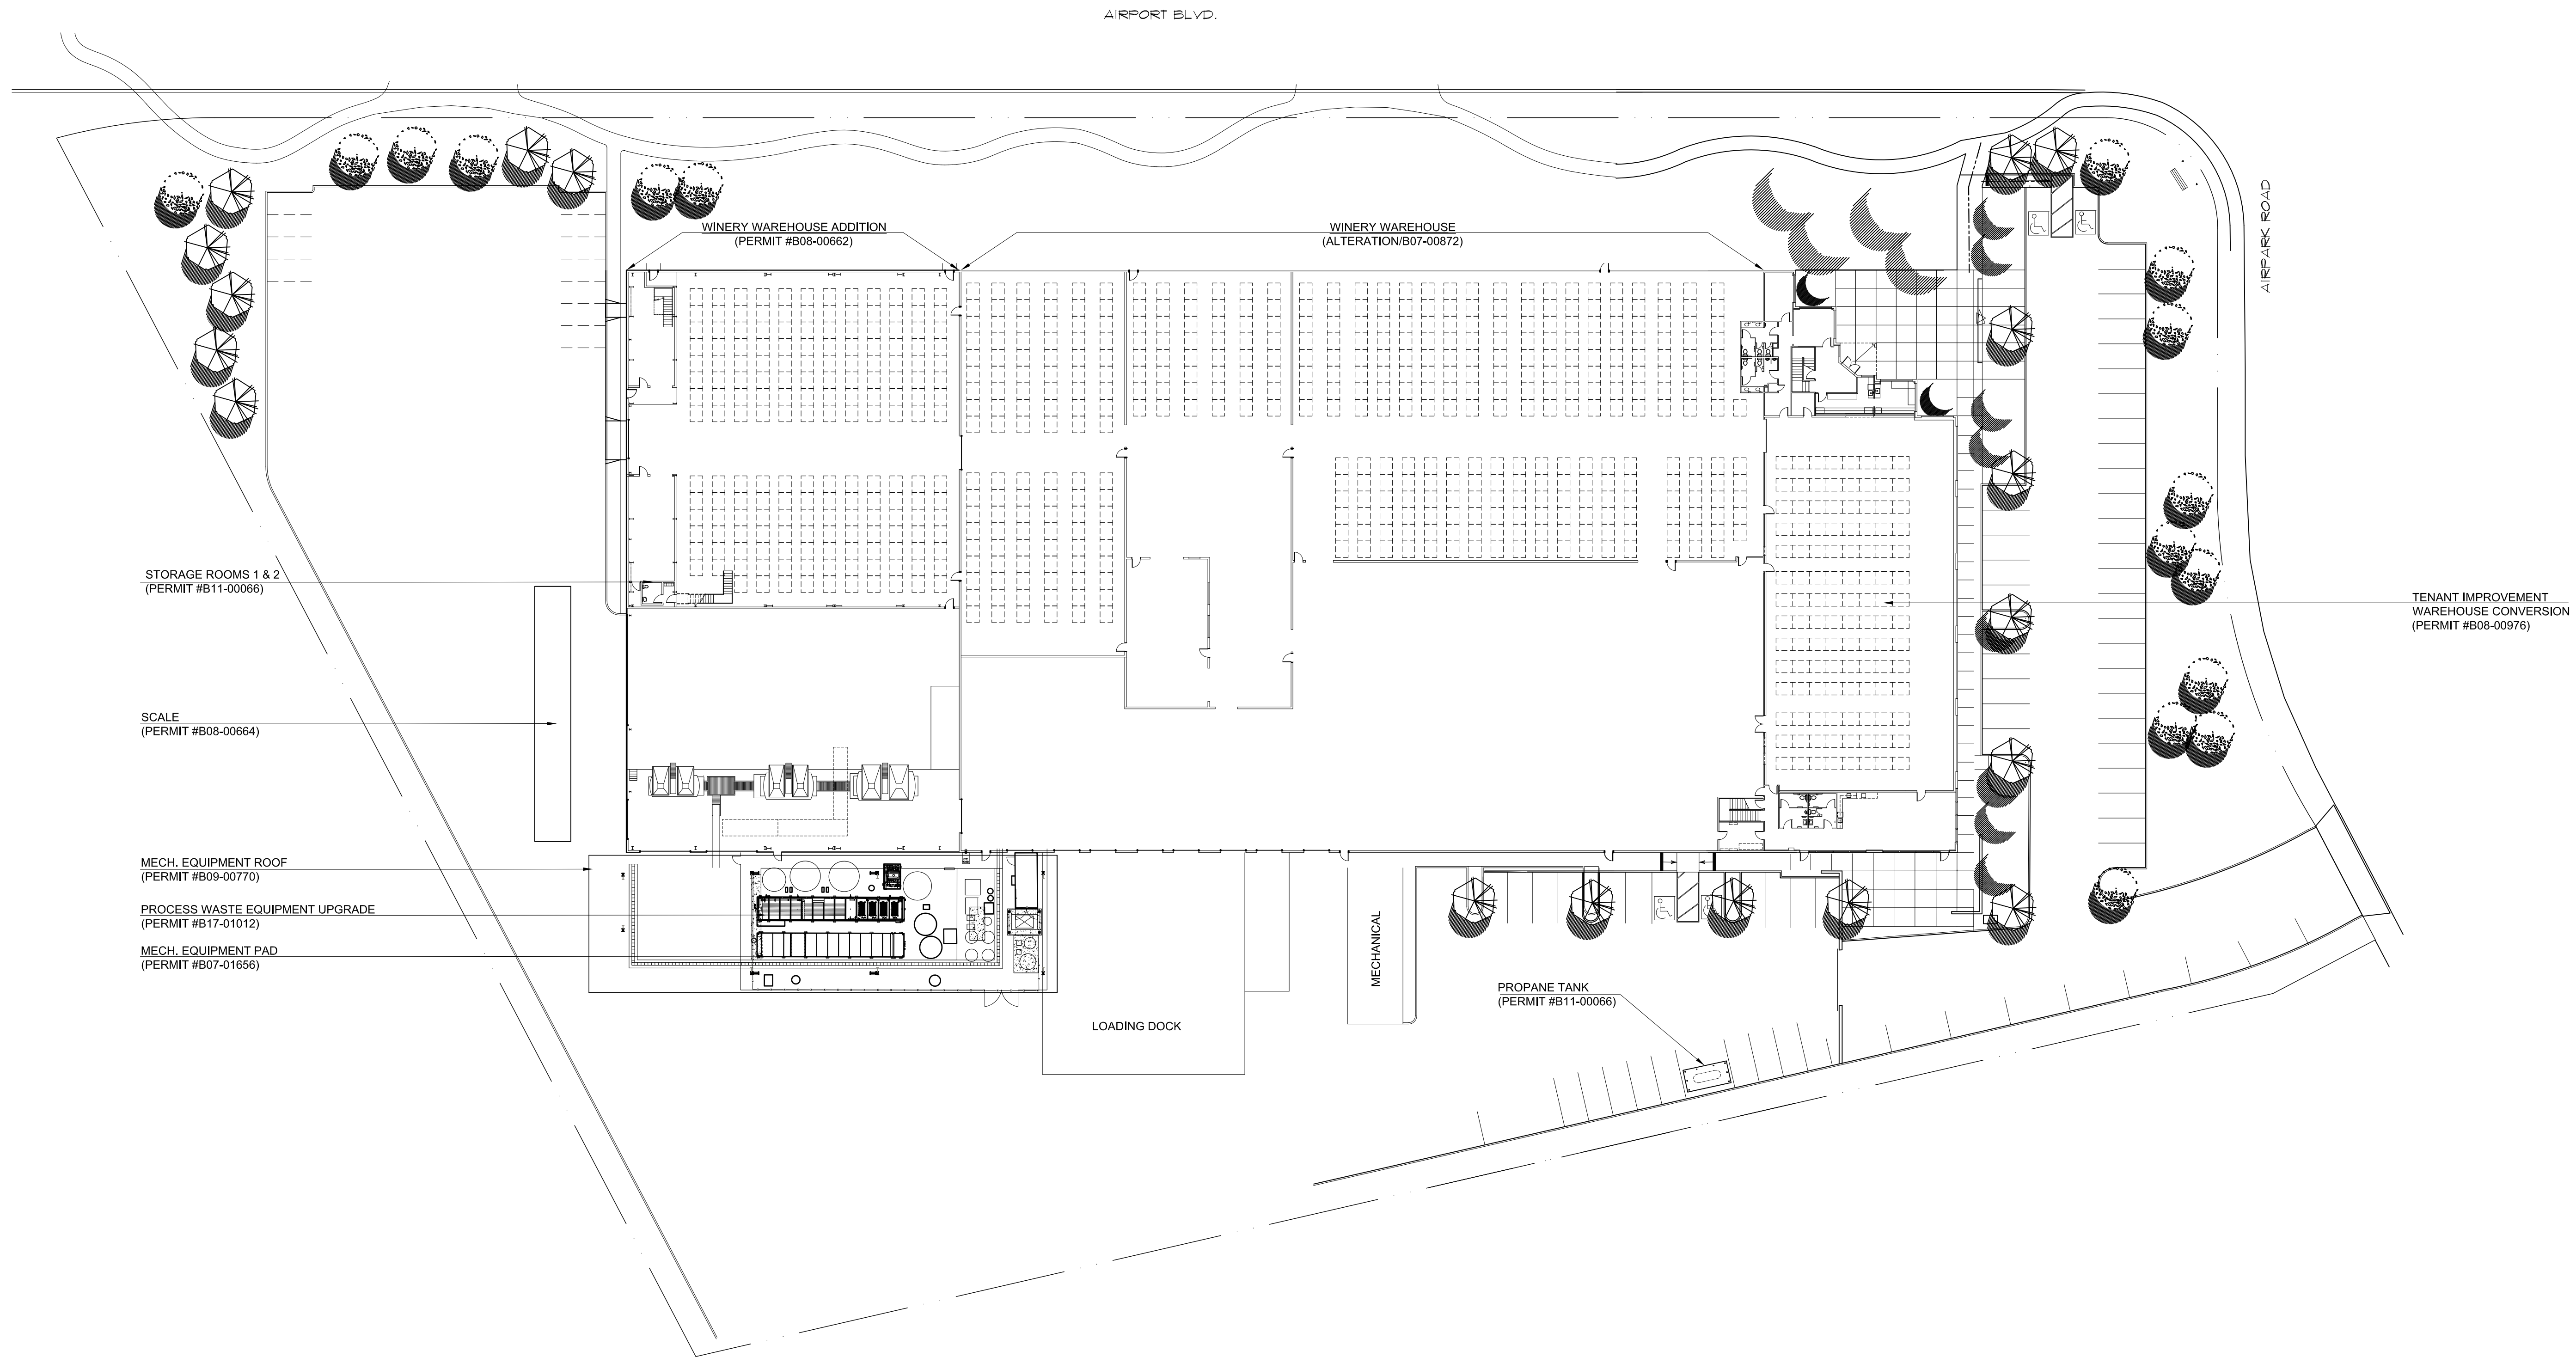 AIRPORT BLVD.
AIRPARK ROAD
WINERY WAREHOUSE ADDITION
(PERMIT #B08-00662)
WINERY WAREHOUSE
(ALTERATION/B07-00872)
STORAGE ROOMS 1 & 2
(PERMIT #B11-00066)
TENANT IMPROVEMENT
WAREHOUSE CONVERSION
(PERMIT #B08-00976)
SCALE
(PERMIT #B08-00664)
MECH. EQUIPMENT ROOF
(PERMIT #B09-00770)
PROCESS WASTE EQUIPMENT UPGRADE
(PERMIT #B17-01012)
MECH. EQUIPMENT PAD
(PERMIT #B07-01656)
MECHANICAL
PROPANE TANK
(PERMIT #B11-00066)
LOADING DOCK